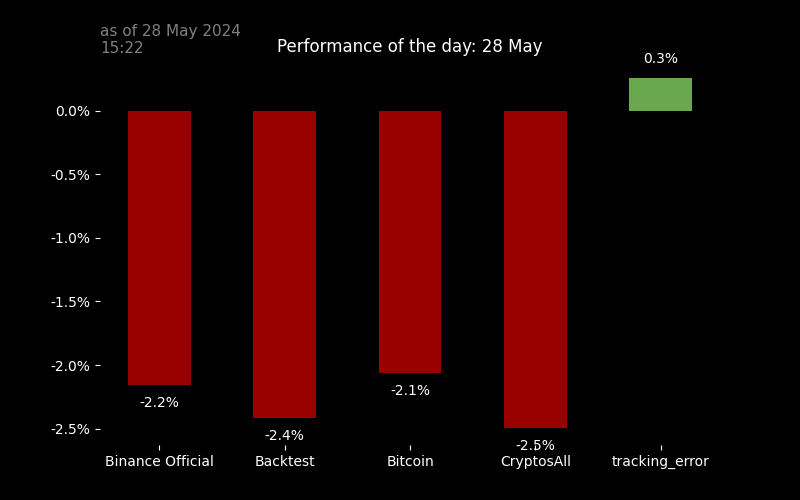 as of 28 May 2024
15:22
Performance of the day: 28 May
0.3%
0.0%
-0.5%
-1.0%
-1.5%
-2.0%
-2.5%
-2.2%
-2.4%
-2.1%
-2.5%
Binance Official
Backtest
Bitcoin
CryptosAll
tracking_error